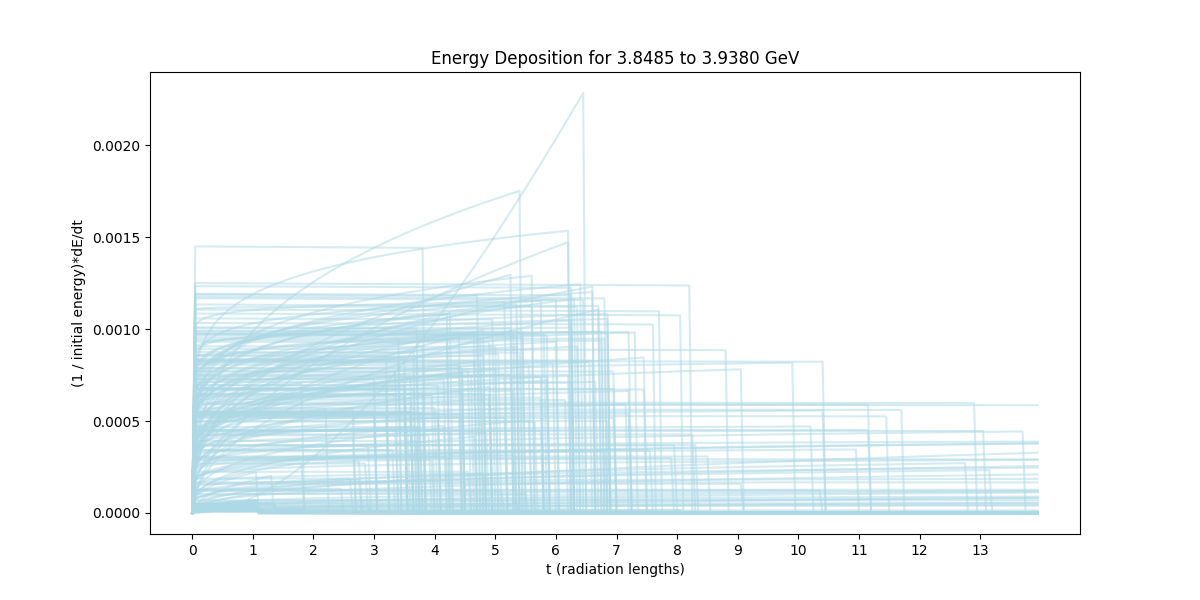 Energy Deposition for 3.8485 to 3.9380 GeV
(1 / initial energy)*dE/dt
0.0020
0.0015
0.0010
0.0005
0.0000
0 1 2 3 4 5 6 7 8 9 10 11 12 13
t (radiation lengths)